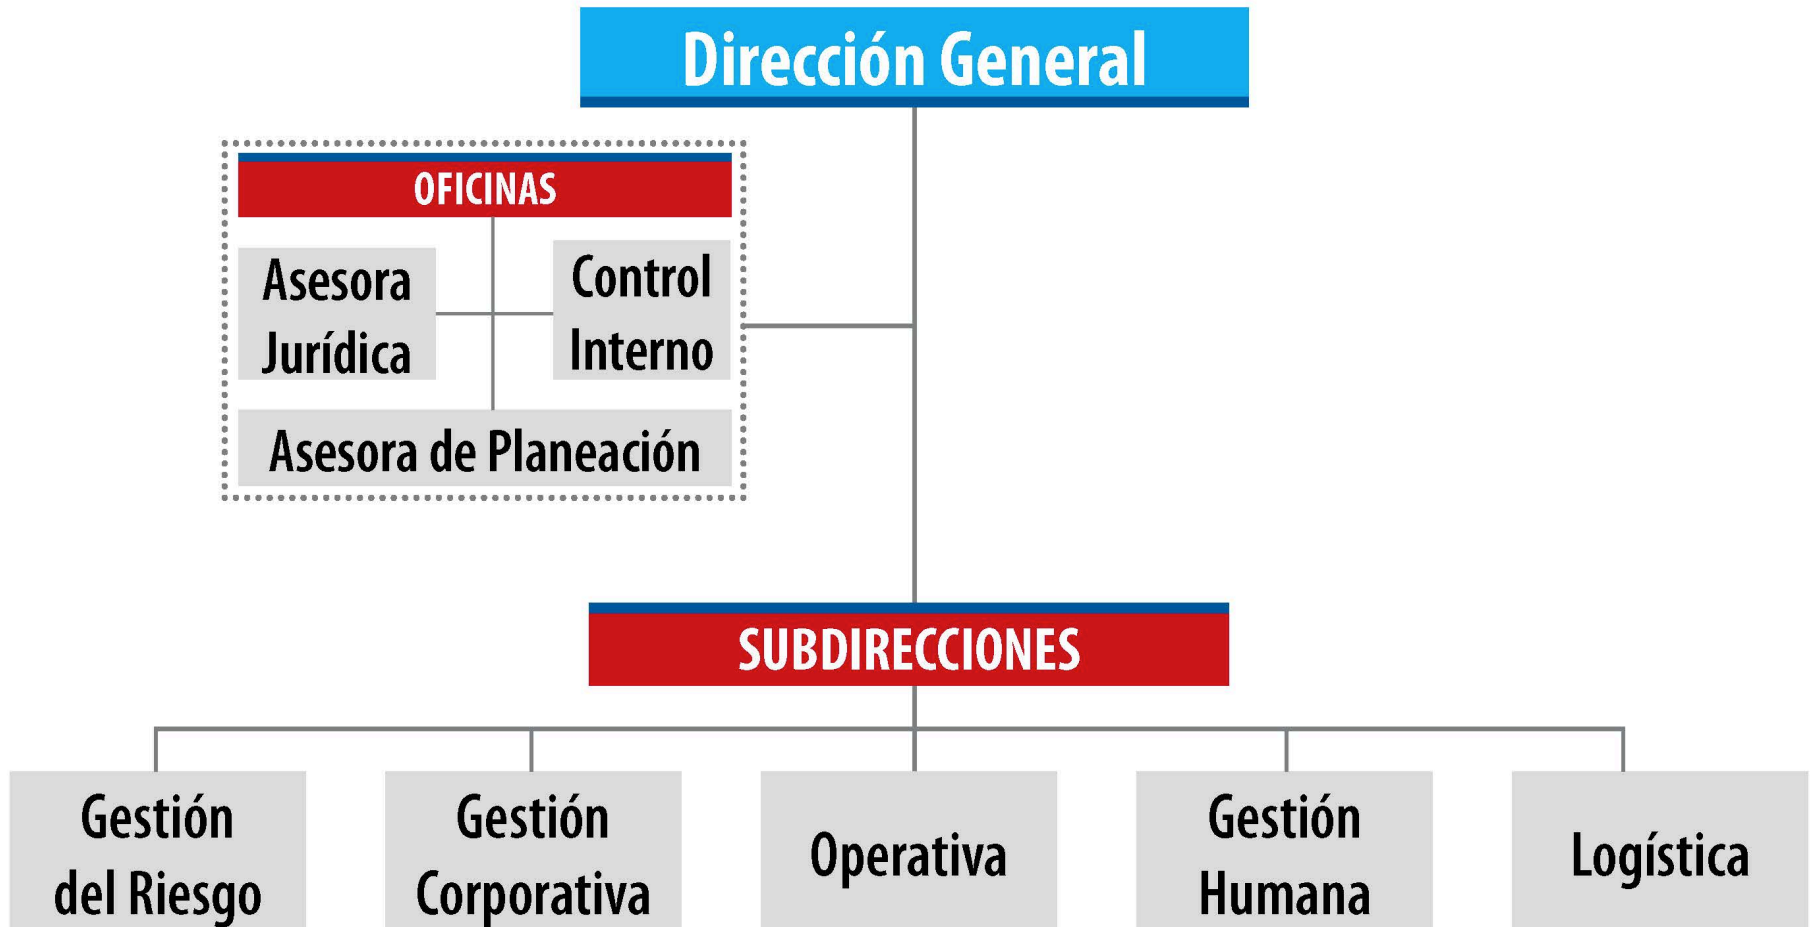 Dirección General
OFICINAS
Asesora
Jurídica
Control
Interno
Asesora de Planeación
SUBDIRECCIONES
Gestión
del Riesgo
Gestión
Corporativa
Operativa
Gestión
Humana
Logística